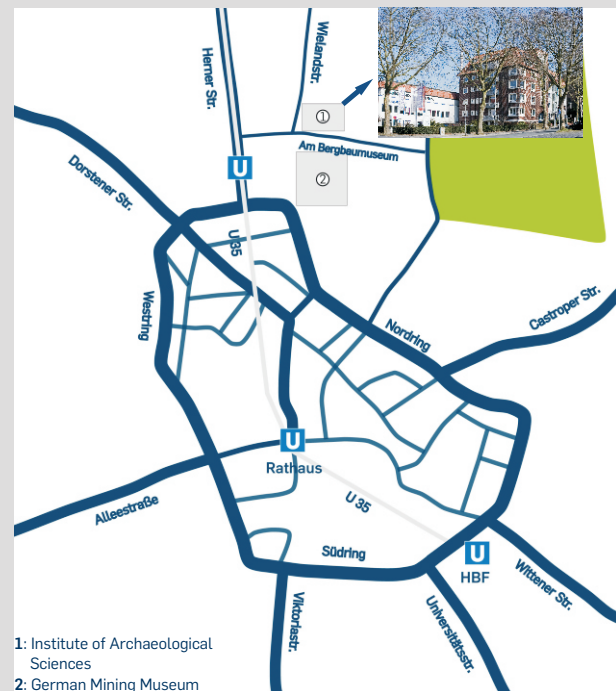 Wielandstr.
Herner Str.
①
Am Bergbaumuseum
U
②
Dorstener Str.
U 35
Westring
Nordring
Castroper Str.
U
Rathaus
Alleestraße
U 35
Südring
U
HBF
Wittener Str.
Viktoriastr.
Universitätsstr.
1: Institute of Archaeological
Sciences
2: German Mining Museum